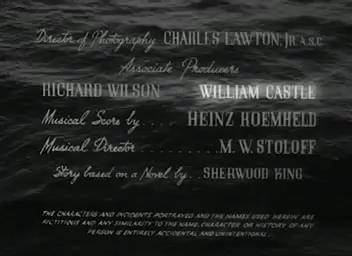 Director of Photography CHARLES LAWTON, JR. A.S.C.
Associate Producers
RICHARD WILSON WILLIAM CASTLE
Musical Score by.... HEINZ ROEMHELD
Musical Director.........M. W. STOLOFF
Story based on a Novel by..SHERWOOD KING
THE CHARACTERS AND INCIDENTS PORTRAYED AND THE NAMES USED HEREIN ARE
FICTITIOUS AND ANY SIMILARITY TO THE NAME, CHARACTER OR HISTORY OF ANY
PERSON IS ENTIRELY ACCIDENTAL AND UNINTENTIONAL.